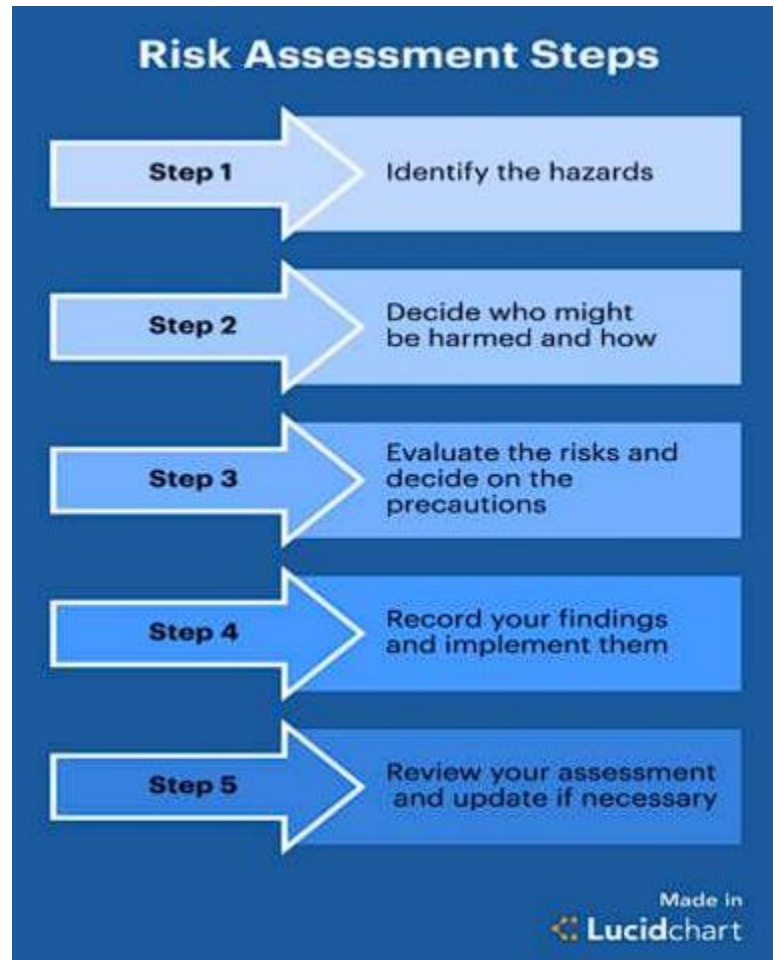 Risk Assessment Steps
Step 1
Identify the hazards
Step 2
Decide who might
be harmed and how
Step 3
Evaluate the risks and
decide on the
precautions
Step 4
Record your findings
and implement them
Step 5
Review your assessment
and update if necessary
Made in
Lucidchart